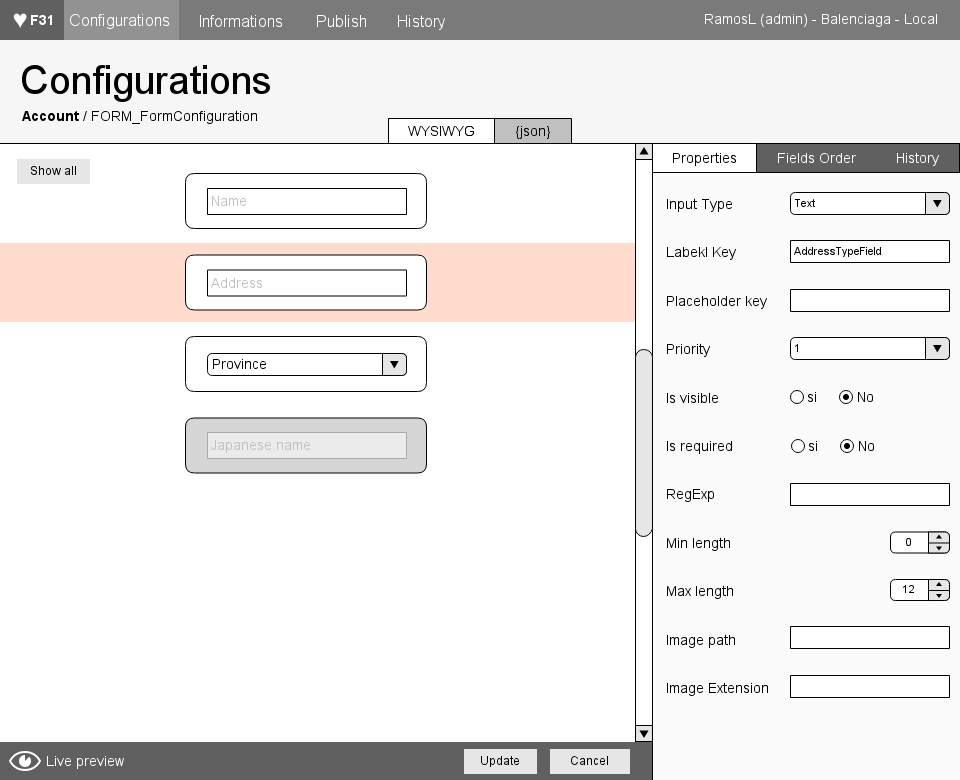 ♥ F31 Configurations Informations Publish History RamosL (admin) - Balenciaga - Local
Configurations
Account / FORM_FormConfiguration
WYSIWYG {json}
Show all
Name
Address
Province
Japanese name
Properties Fields Order History
Input Type Text
Labekl Key AddressTypeField
Placeholder key
Priority 1
Is visible si No
Is required si No
RegExp
Min length 0
Max length 12
Image path
Image Extension
Live preview Update Cancel